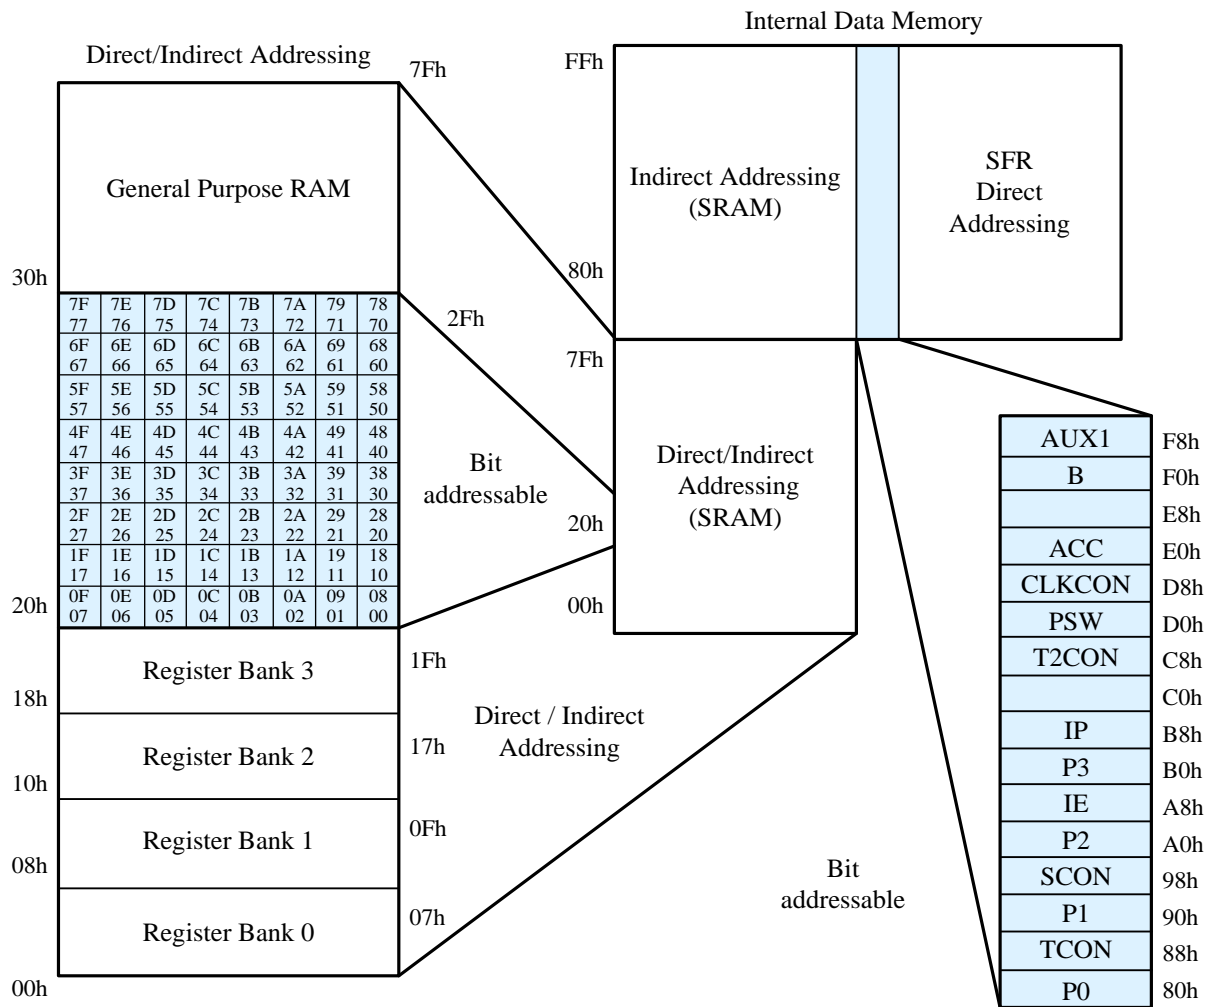 Internal Data Memory
Direct/Indirect Addressing
7Fh
General Purpose RAM
30h
7F 7E 7D 7C 7B 7A 79 78
77 76 75 74 73 72 71 70
6F 6E 6D 6C 6B 6A 69 68
67 66 65 64 63 62 61 60
5F 5E 5D 5C 5B 5A 59 58
57 56 55 54 53 52 51 50
4F 4E 4D 4C 4B 4A 49 48
47 46 45 44 43 42 41 40
3F 3E 3D 3C 3B 3A 39 38
37 36 35 34 33 32 31 30
2F 2E 2D 2C 2B 2A 29 28
27 26 25 24 23 22 21 20
1F 1E 1D 1C 1B 1A 19 18
17 16 15 14 13 12 11 10
0F 0E 0D 0C 0B 0A 09 08
07 06 05 04 03 02 01 00
20h
2Fh
Bit
addressable
Register Bank 3
1Fh
18h
Register Bank 2
17h
10h
Register Bank 1
0Fh
08h
Register Bank 0
07h
00h
Direct / Indirect
Addressing
FFh
Indirect Addressing
(SRAM)
80h
SFR
Direct
Addressing
7Fh
Direct/Indirect
Addressing
(SRAM)
20h
00h
Bit
addressable
AUX1 F8h
B F0h
E8h
ACC E0h
CLKCON D8h
PSW D0h
T2CON C8h
C0h
IP B8h
P3 B0h
IE A8h
P2 A0h
SCON 98h
P1 90h
TCON 88h
P0 80h